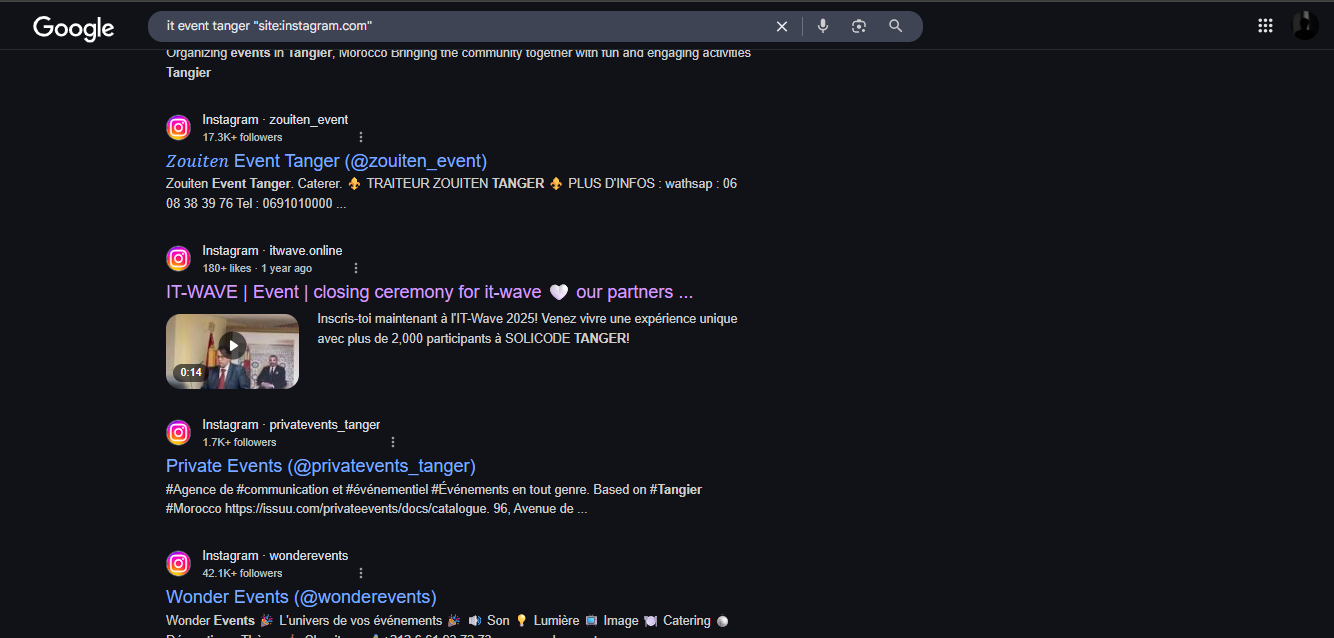 Google
it event tanger "site:instagram.com"
Organizing events in Tangier, Morocco Bringing the community together with fun and engaging activities
Tangier
Instagram · zouiten_event
17.3K+ followers
𝑍𝑜𝑢𝑖𝑡𝑒𝑛 Event Tanger (@zouiten_event)
Zouiten Event Tanger. Caterer. ⚜️ TRAITEUR ZOUITEN TANGER ⚜️ PLUS D'INFOS : wathsap : 06
08 38 39 76 Tel : 0691010000 ...
Instagram · itwave.online
180+ likes · 1 year ago
IT-WAVE | Event | closing ceremony for it-wave 🤍 our partners ...
Inscris-toi maintenant à l'IT-Wave 2025! Venez vivre une expérience unique
avec plus de 2,000 participants à SOLICODE TANGER!
0:14
Instagram · privatevents_tanger
1.7K+ followers
Private Events (@privatevents_tanger)
#Agence de #communication et #événementiel #Événements en tout genre. Based on #Tangier
#Morocco https://issuu.com/privateevents/docs/catalogue. 96, Avenue de ...
Instagram · wonderevents
42.1K+ followers
Wonder Events (@wonderevents)
Wonder Events 🎉 L'univers de vos événements 🎉 🔊 Son 💡 Lumière 📺 Image 🍽️ Catering 🪩